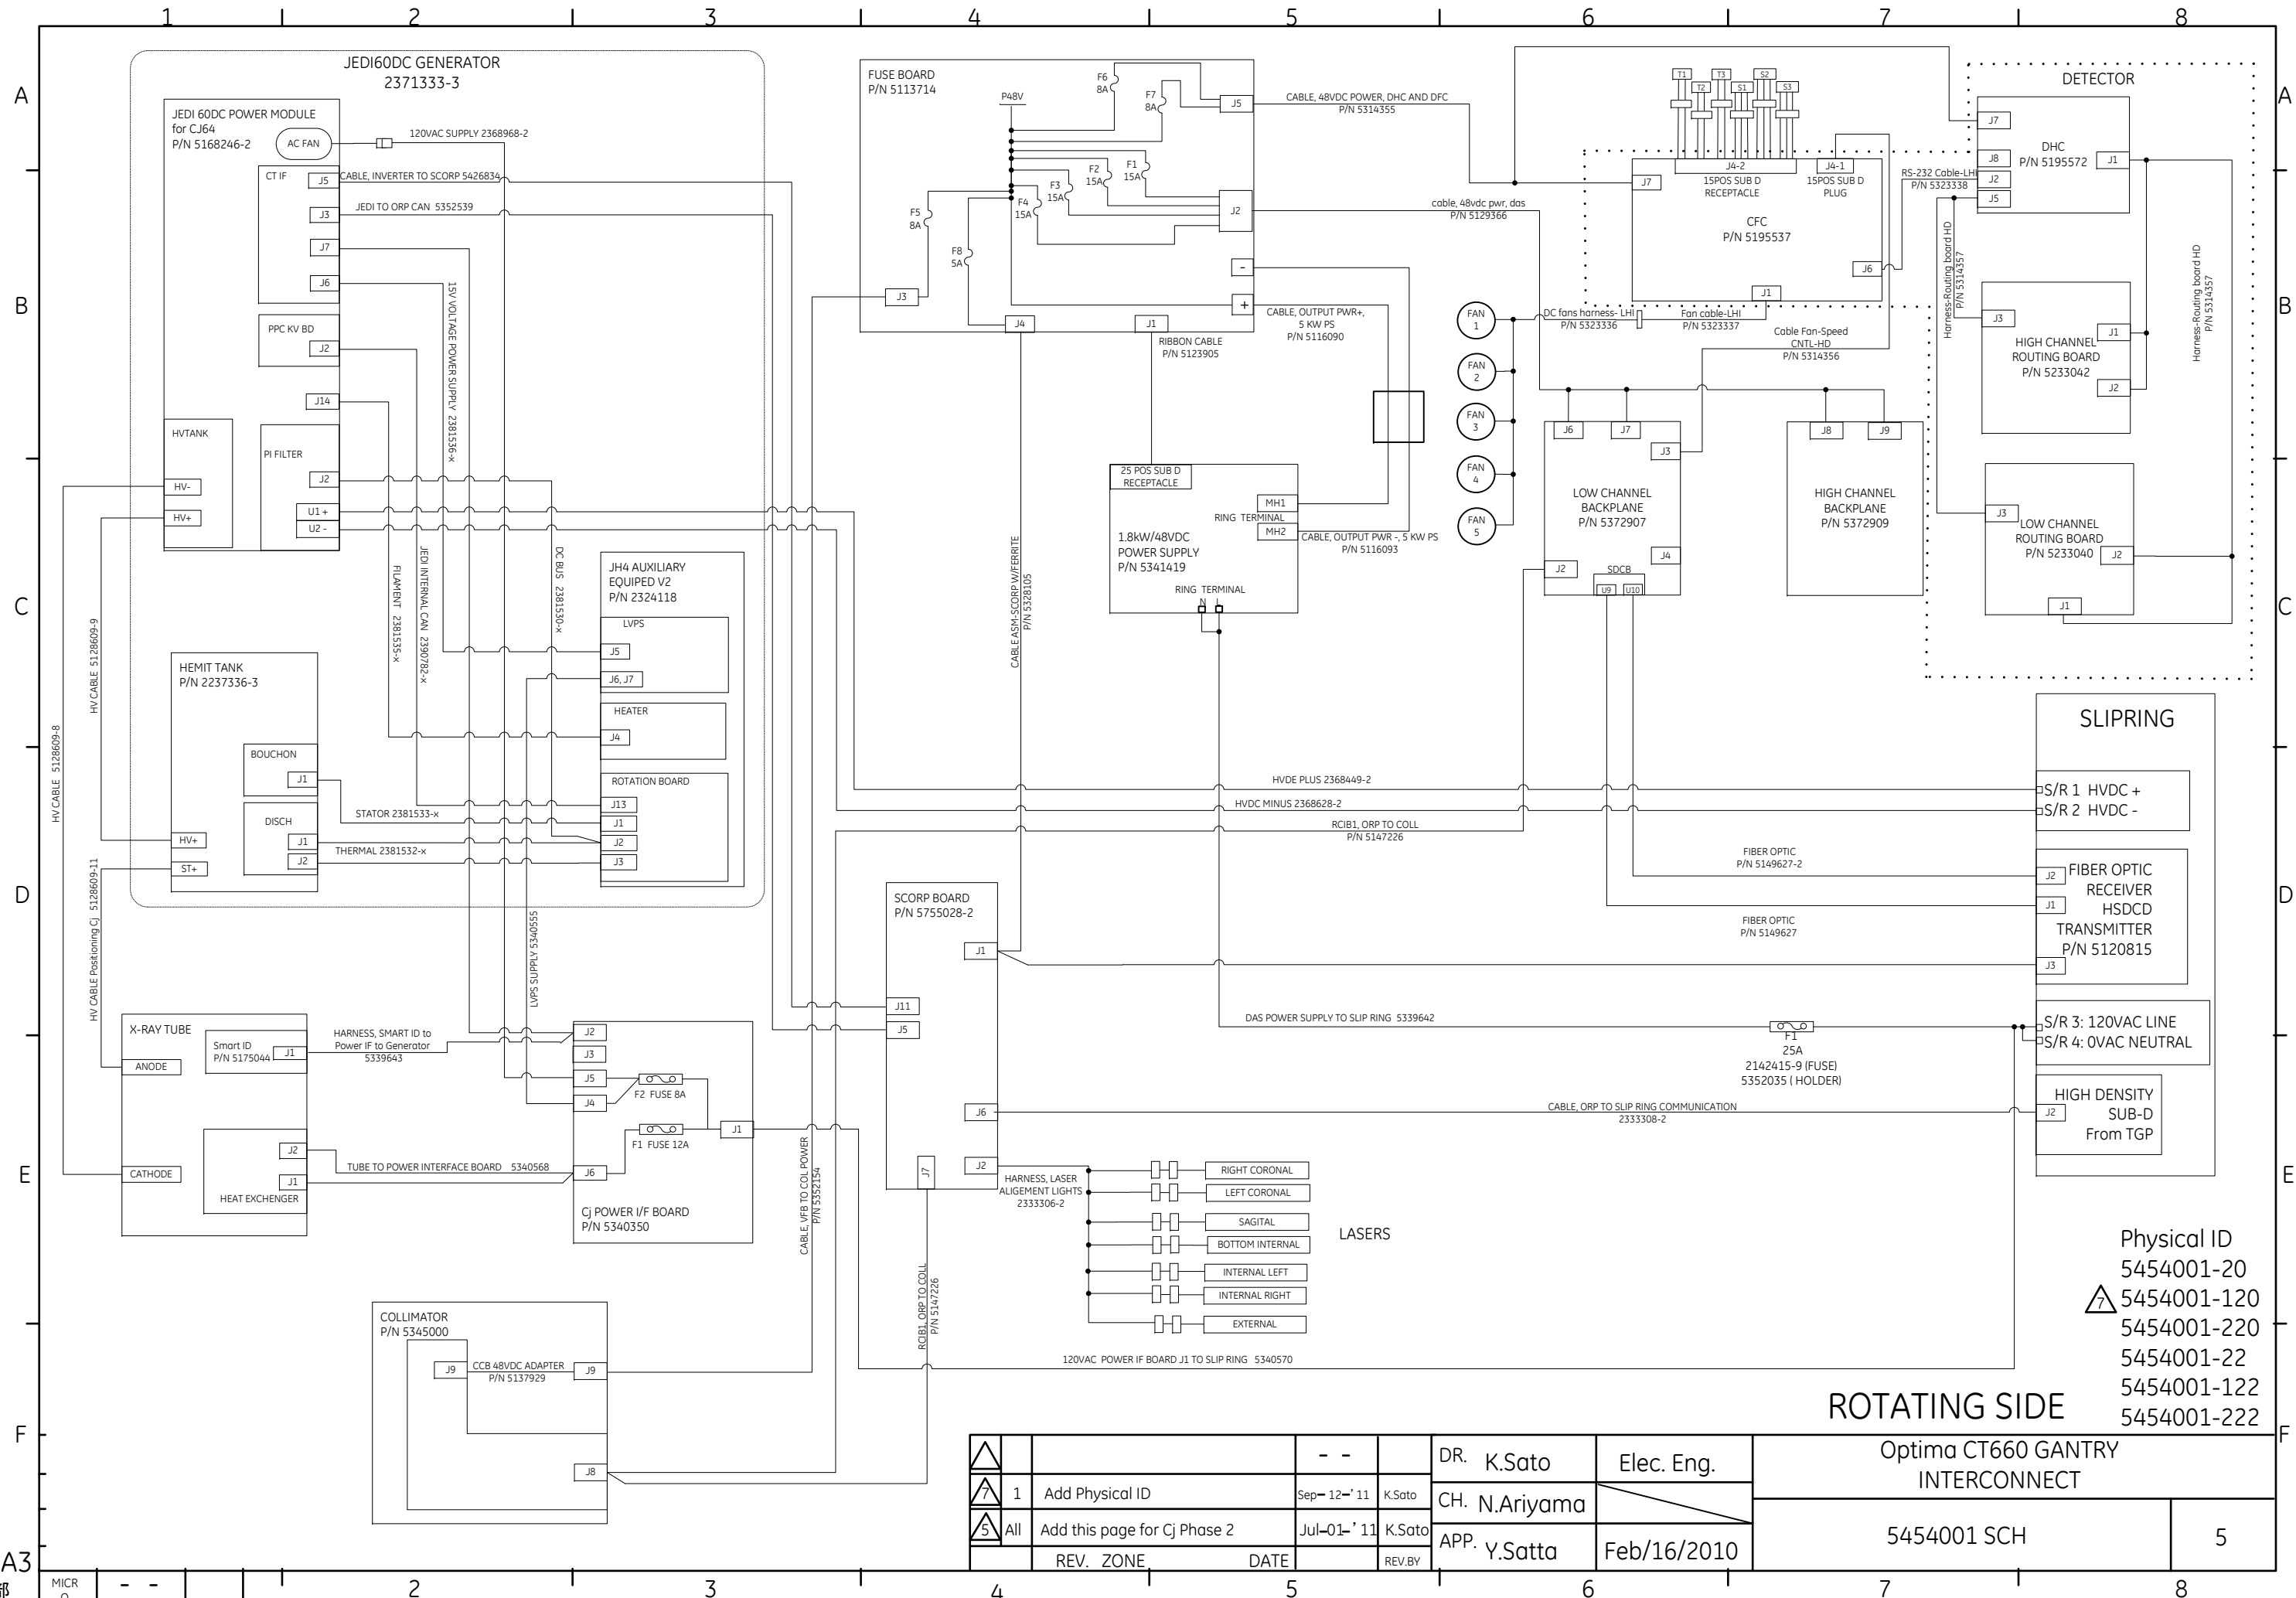 1 2 3 4 5 6 7 8
A
B
C
D
E
F
A3
A
B
C
D
E
F
JEDI60DC GENERATOR
2371333-3
JEDI 60DC POWER MODULE
for CJ64
P/N 5168246-2
AC FAN
120VAC SUPPLY 2368968-2
CT IF
J5
CABLE, INVERTER TO SCORP 5426834
J3
JEDI TO ORP CAN 5352539
J7
J6
15V VOLTAGE POWER SUPPLY 2381536-x
PPC KV BD
J2
J14
HVTANK
HV-
HV+
PI FILTER
J2
U1 +
U2 -
FILAMENT 2381535-x
JEDI INTERNAL CAN 2390782-x
DC BUS 2381530-x
HV CABLE 5128609-9
HV CABLE 5128609-8
HV CABLE Positioning Cj 5128609-11
JH4 AUXILIARY
EQUIPED V2
P/N 2324118
LVPS
J5
J6, J7
HEATER
J4
ROTATION BOARD
J13
J1
J2
J3
HEMIT TANK
P/N 2237336-3
BOUCHON
J1
DISCH
J1
J2
HV+
ST+
STATOR 2381533-x
THERMAL 2381532-x
LVPS SUPPLY 5340555
X-RAY TUBE
Smart ID
P/N 5175044
J1
ANODE
CATHODE
J2
J1
HEAT EXCHENGER
HARNESS, SMART ID to
Power IF to Generator
5339643
TUBE TO POWER INTERFACE BOARD 5340568
J2
J3
J5
J4
J6
F2 FUSE 8A
F1 FUSE 12A
J1
Cj POWER I/F BOARD
P/N 5340350
COLLIMATOR
P/N 5345000
J9
CCB 48VDC ADAPTER
P/N 5137929
J9
J8
CABLE, VFB TO COL POWER
P/N 5352154
RCIB1, ORP TO COLL
P/N 5147226
FUSE BOARD
P/N 5113714
P48V
F6
8A
F7
8A
F1
15A
F2
15A
F3
15A
F4
15A
F5
8A
F8
5A
J5
J2
-
+
J3
J4
J1
CABLE, 48VDC POWER, DHC AND DFC
P/N 5314355
cable, 48vdc pwr, das
P/N 5129366
CABLE, OUTPUT PWR+,
5 KW PS
P/N 5116090
RIBBON CABLE
P/N 5123905
25 POS SUB D
RECEPTACLE
MH1
RING TERMINAL
MH2
CABLE, OUTPUT PWR -, 5 KW PS
P/N 5116093
1.8kW/48VDC
POWER SUPPLY
P/N 5341419
RING TERMINAL
N L
CABLE ASM-SCORP W/FERRITE
P/N 5328105
T1 T2 T3 S1 S2 S3
J4-2
15POS SUB D
RECEPTACLE
J4-1
15POS SUB D
PLUG
J7
CFC
P/N 5195537
J6
J1
FAN
1
FAN
2
FAN
3
FAN
4
FAN
5
DC fans harness- LHI
P/N 5323336
Fan cable-LHI
P/N 5323337
Cable Fan-Speed
CNTL-HD
P/N 5314356
RS-232 Cable-LHI
P/N 5323338
DETECTOR
J7
J8
J2
J5
DHC
P/N 5195572
J1
Harness-Routing board HD
P/N 5314357
Harness-Routing board HD
P/N 5314357
J3
J1
HIGH CHANNEL
ROUTING BOARD
P/N 5233042
J2
J3
LOW CHANNEL
ROUTING BOARD
P/N 5233040
J2
J1
J6
J7
J3
LOW CHANNEL
BACKPLANE
P/N 5372907
J4
J2
SDCB
U9 U10
J8
J9
HIGH CHANNEL
BACKPLANE
P/N 5372909
SLIPRING
HVDE PLUS 2368449-2
HVDC MINUS 2368628-2
RCIB1, ORP TO COLL
P/N 5147226
S/R 1 HVDC +
S/R 2 HVDC -
FIBER OPTIC
P/N 5149627-2
FIBER OPTIC
P/N 5149627
J2
J1
J3
FIBER OPTIC
RECEIVER
HSDCD
TRANSMITTER
P/N 5120815
SCORP BOARD
P/N 5755028-2
J1
J11
J5
J6
J2
J7
DAS POWER SUPPLY TO SLIP RING 5339642
F1
25A
2142415-9 (FUSE)
5352035 ( HOLDER)
S/R 3: 120VAC LINE
S/R 4: 0VAC NEUTRAL
CABLE, ORP TO SLIP RING COMMUNICATION
2333308-2
J2
HIGH DENSITY
SUB-D
From TGP
HARNESS, LASER
ALIGEMENT LIGHTS
2333306-2
RIGHT CORONAL
LEFT CORONAL
SAGITAL
BOTTOM INTERNAL
INTERNAL LEFT
INTERNAL RIGHT
EXTERNAL
LASERS
120VAC POWER IF BOARD J1 TO SLIP RING 5340570
Physical ID
5454001-20
7 5454001-120
5454001-220
5454001-22
5454001-122
5454001-222
ROTATING SIDE
- -
7 1 Add Physical ID Sep-12-'11 K.Sato
5 All Add this page for Cj Phase 2 Jul-01-'11 K.Sato
REV. ZONE DATE REV.BY
DR. K.Sato Elec. Eng.
CH. N.Ariyama
APP. Y.Satta Feb/16/2010
Optima CT660 GANTRY
INTERCONNECT
5454001 SCH 5
部 MICR - -
2 3 4 5 6 7 8